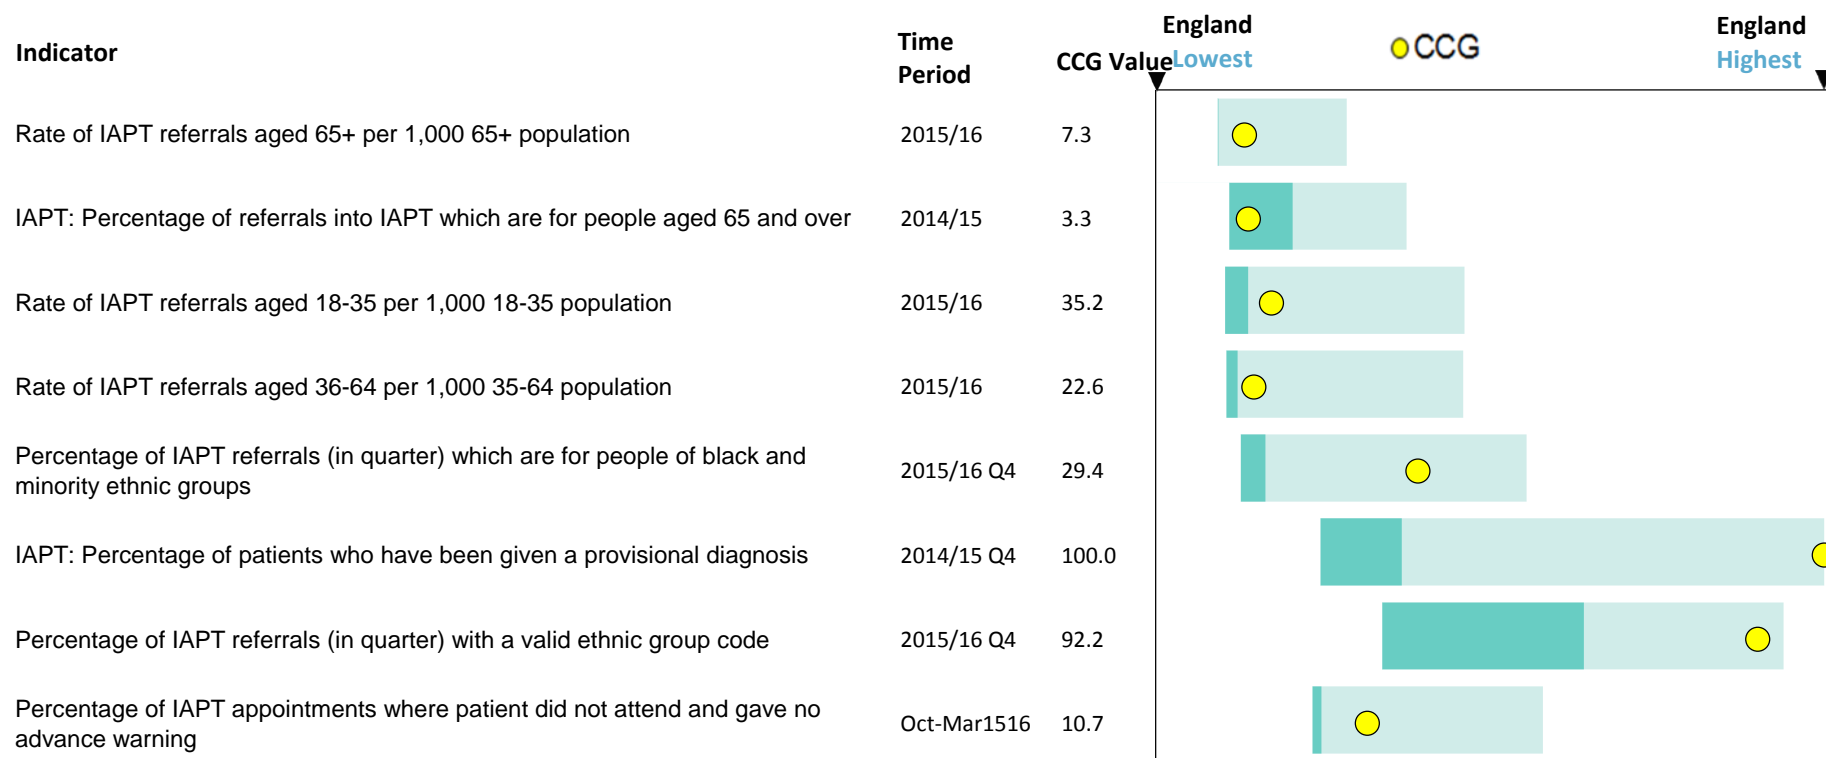 Indicator
Time
Period
CCG Value
England
Lowest
CCG
England
Highest
Rate of IAPT referrals aged 65+ per 1,000 65+ population 2015/16 7.3
IAPT: Percentage of referrals into IAPT which are for people aged 65 and over 2014/15 3.3
Rate of IAPT referrals aged 18-35 per 1,000 18-35 population 2015/16 35.2
Rate of IAPT referrals aged 36-64 per 1,000 35-64 population 2015/16 22.6
Percentage of IAPT referrals (in quarter) which are for people of black and
minority ethnic groups
2015/16 Q4 29.4
IAPT: Percentage of patients who have been given a provisional diagnosis 2014/15 Q4 100.0
Percentage of IAPT referrals (in quarter) with a valid ethnic group code 2015/16 Q4 92.2
Percentage of IAPT appointments where patient did not attend and gave no
advance warning
Oct-Mar1516 10.7